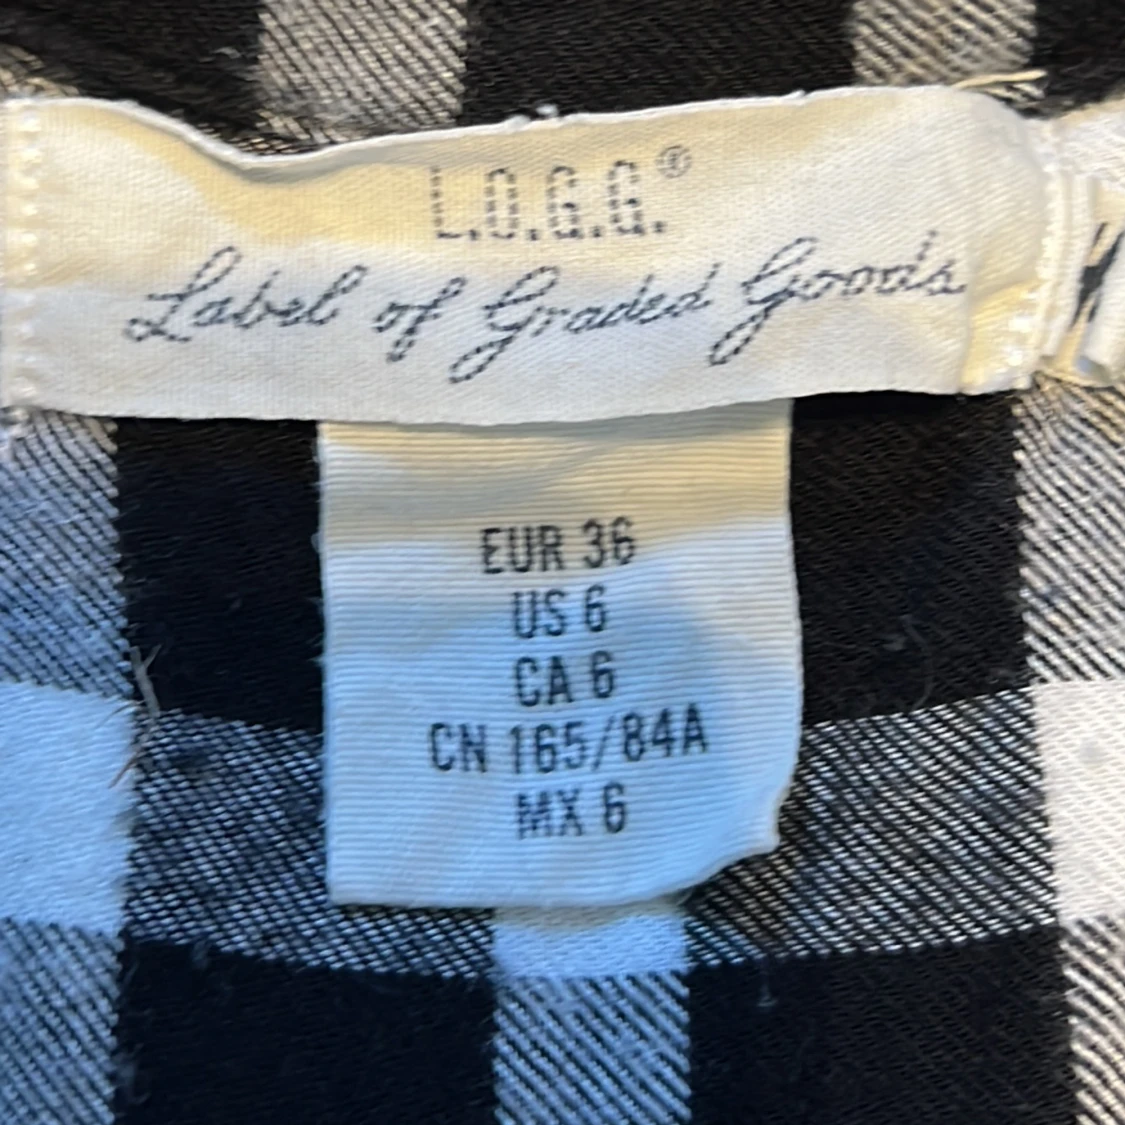 L.O.G.G.®
Label of Graded Goods
EUR 36
US 6
CA 6
CN 165/84A
MX 6